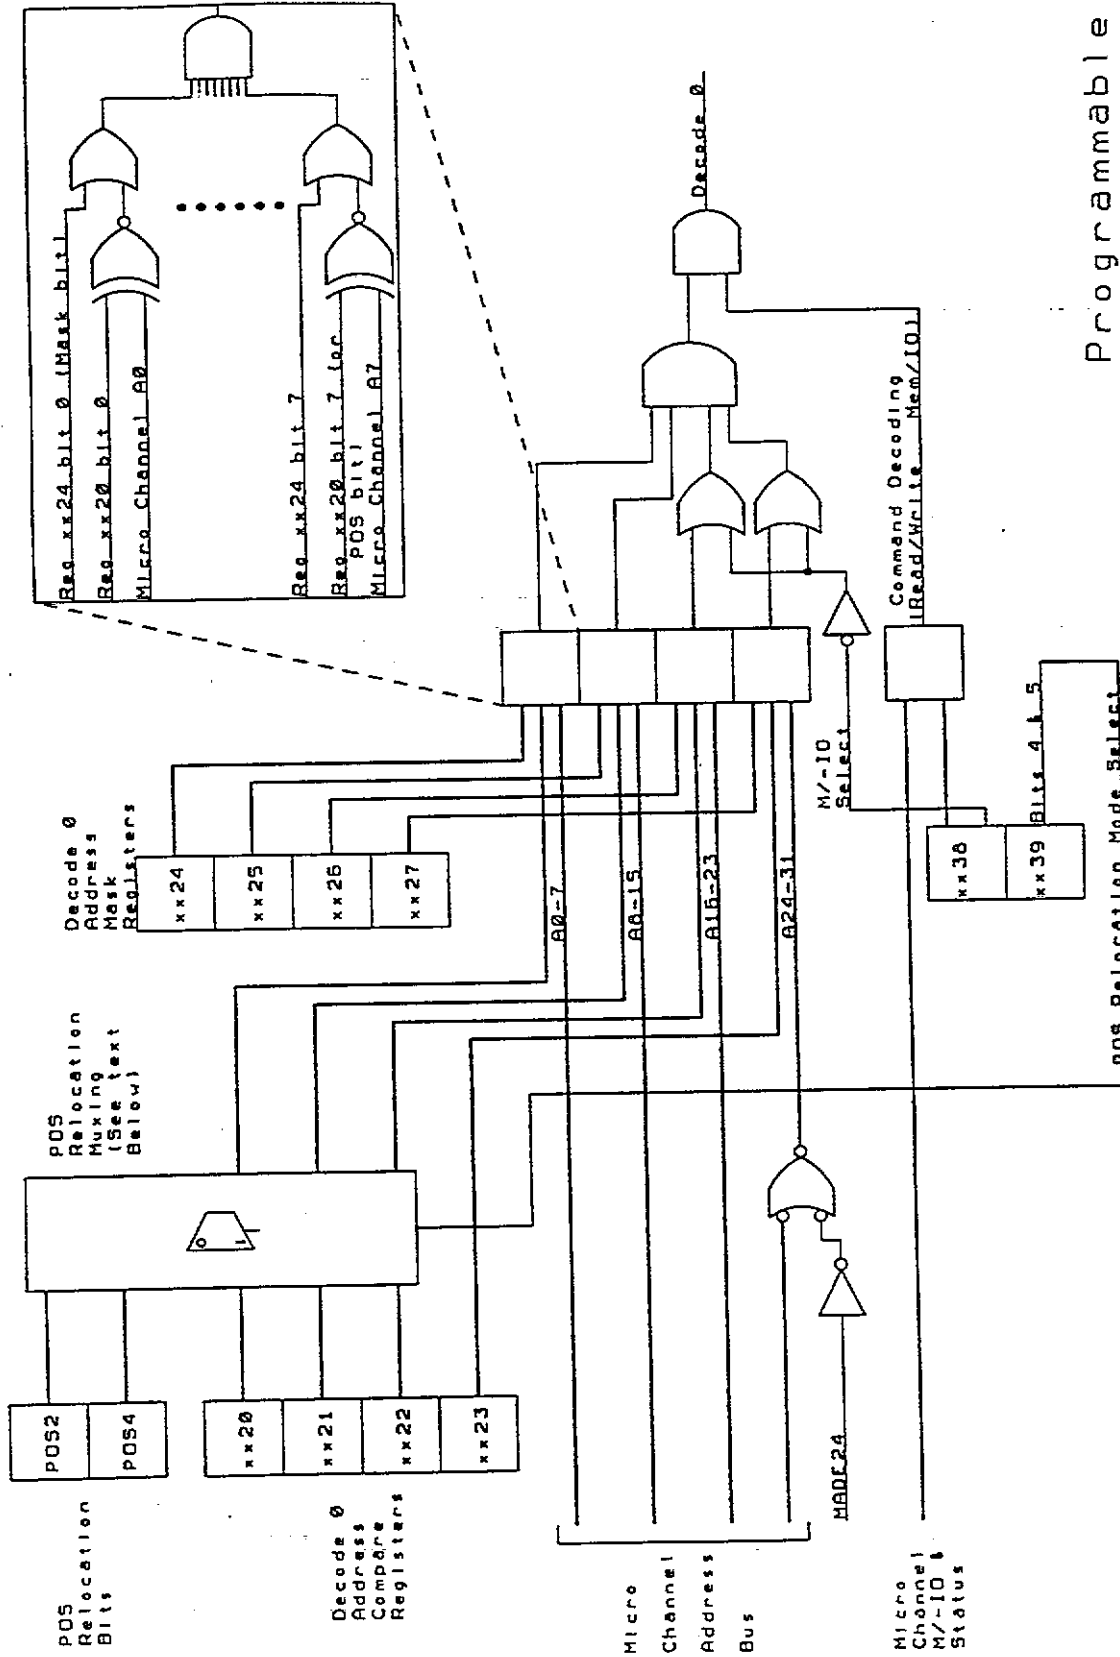 POS
Relocation
Bits
POS2
POS4
Decode 0
Address
Compare
Registers
xx20
xx21
xx22
xx23
POS
Relocation
Muxing
(See text
Below)
0
1
Decode 0
Address
Mask
Registers
xx24
xx25
xx26
xx27
Reg xx24 bit 0 (Mask bit)
Reg xx20 bit 0
Micro Channel A0
Reg xx24 bit 7
Reg xx20 bit 7 (or
POS bit)
Micro Channel A7
Micro
Channel
Address
Bus
A0-7
A8-15
A16-23
A24-31
MADE24
Micro
Channel
M/-IO &
Status
M/-IO
Select
xx38
xx39
Bits 4 & 5
POS Relocation Mode Select
Command Decoding
(Read/Write Mem/IO)
Decode 0
Programmable